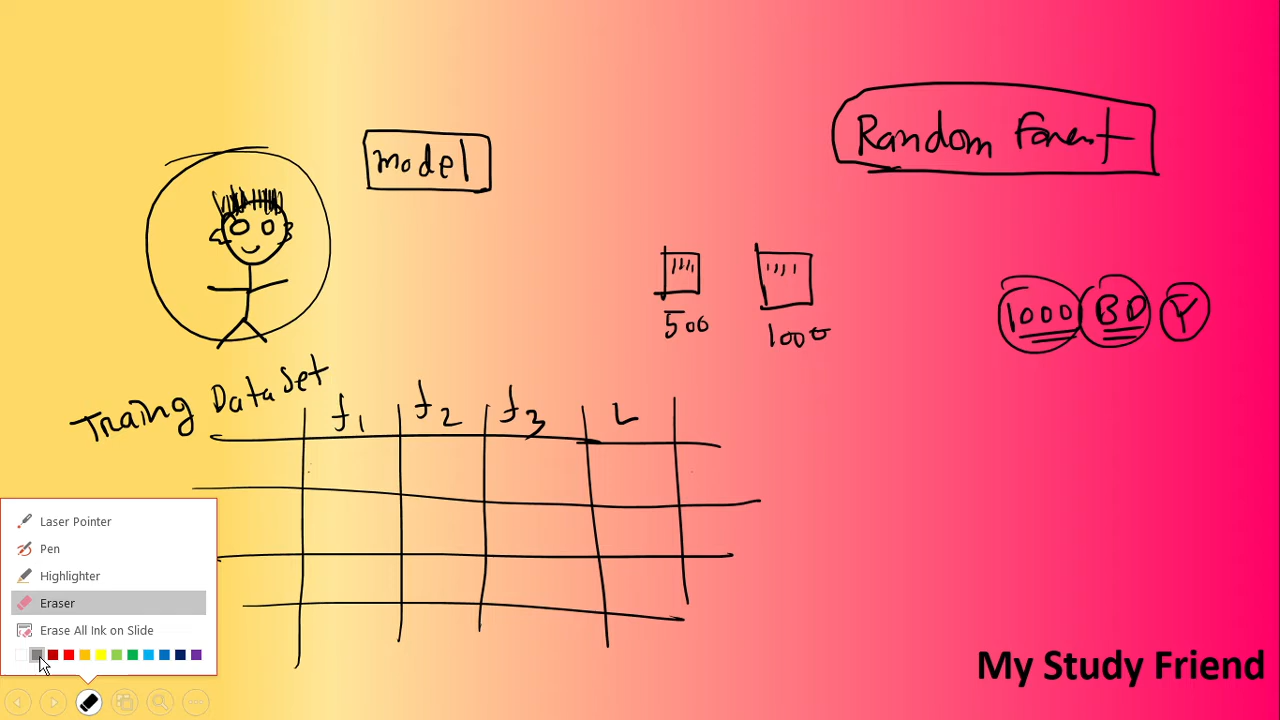 Random Forest
model
500 1000
1000 BD Y
Traing DataSet
f1 f2 f3 L
Laser Pointer
Pen
Highlighter
Eraser
Erase All Ink on Slide
My Study Friend